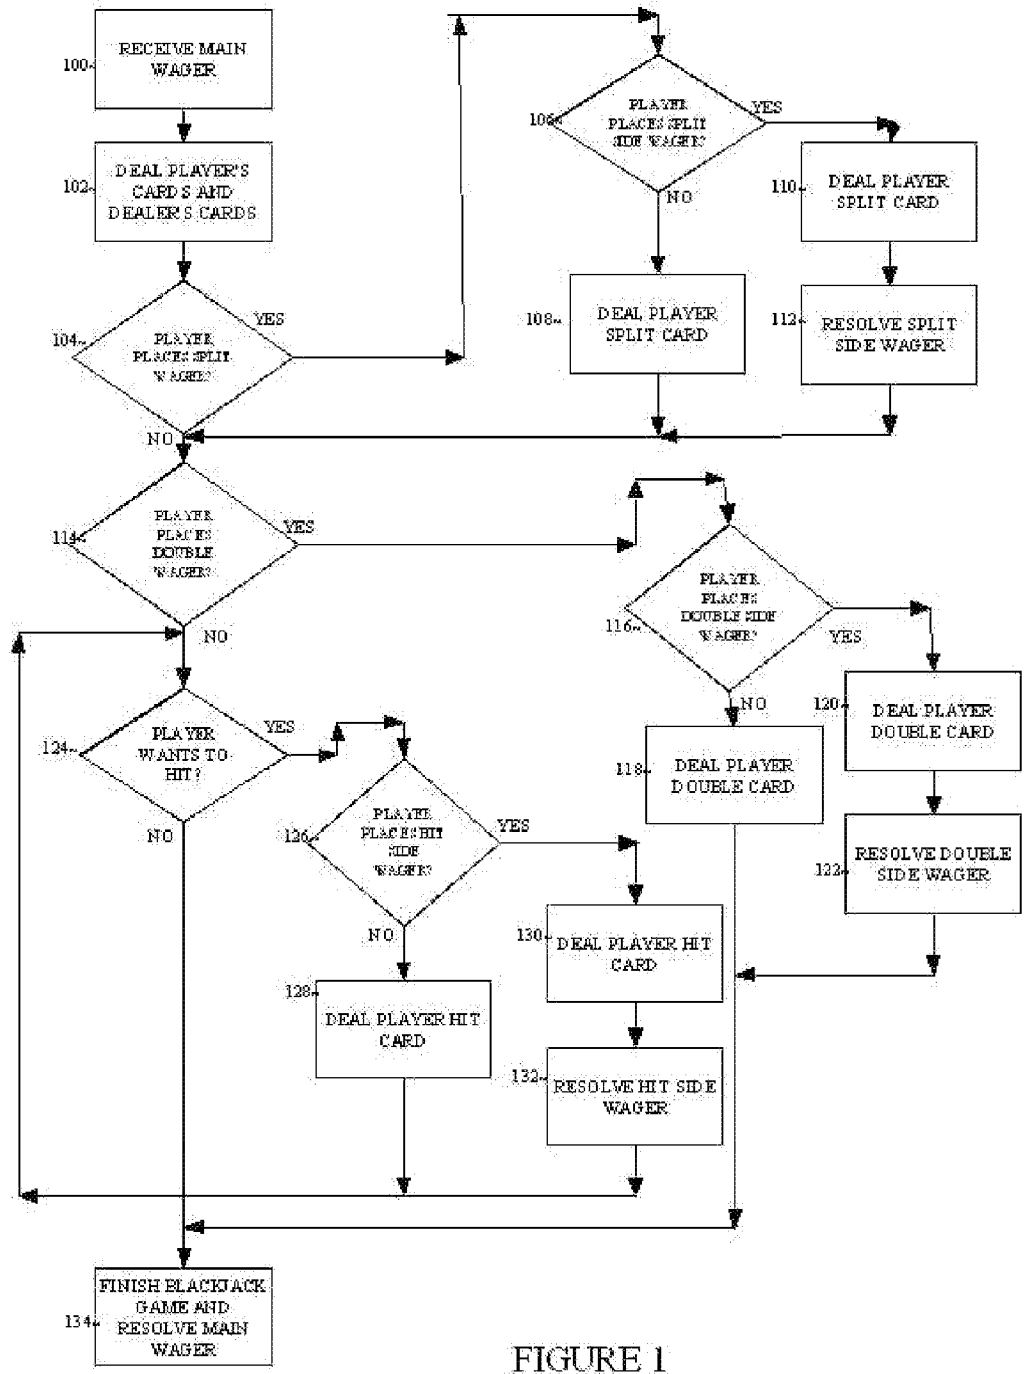 100~
RECEIVE MAIN
WAGER
102~
DEAL PLAYER'S
CARDS AND
DEALER'S CARDS
104~
PLAYER
PLACES SPLIT
WAGER?
YES
NO
106~
PLAYER
PLACES SPLIT
SIDE WAGER?
YES
NO
108~
DEAL PLAYER
SPLIT CARD
110~
DEAL PLAYER
SPLIT CARD
112~
RESOLVE SPLIT
SIDE WAGER
114~
PLAYER
PLACES
DOUBLE
WAGER?
YES
NO
116~
PLAYER
PLACES
DOUBLE SIDE
WAGER?
YES
NO
118~
DEAL PLAYER
DOUBLE CARD
120~
DEAL PLAYER
DOUBLE CARD
122~
RESOLVE DOUBLE
SIDE WAGER
124~
PLAYER
WANTS TO
HIT?
YES
NO
126~
PLAYER
PLACES HIT
SIDE
WAGER?
YES
NO
128~
DEAL PLAYER HIT
CARD
130~
DEAL PLAYER HIT
CARD
132~
RESOLVE HIT SIDE
WAGER
134~
FINISH BLACKJACK
GAME AND
RESOLVE MAIN
WAGER
FIGURE 1